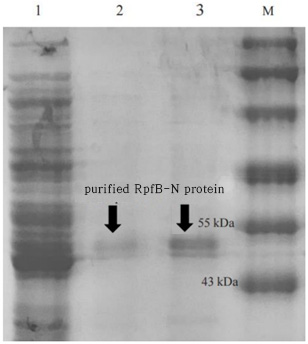 1 2 3 M
purified RpfB-N protein
55 kDa
43 kDa